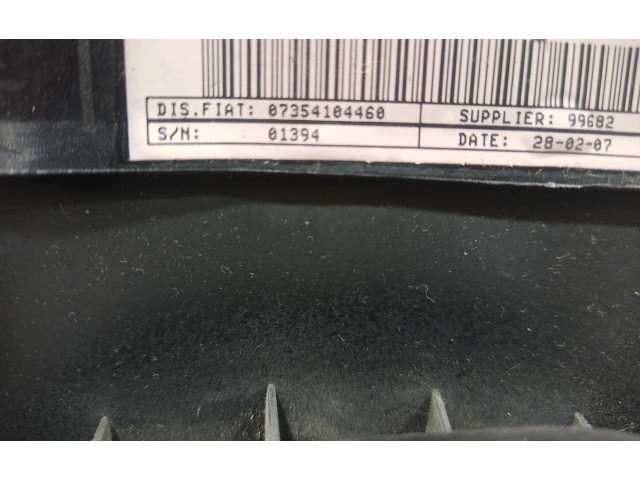 DIS.FIAT: 07354104460 SUPPLIER: 99682
S/N: 01394 DATE: 28-02-07